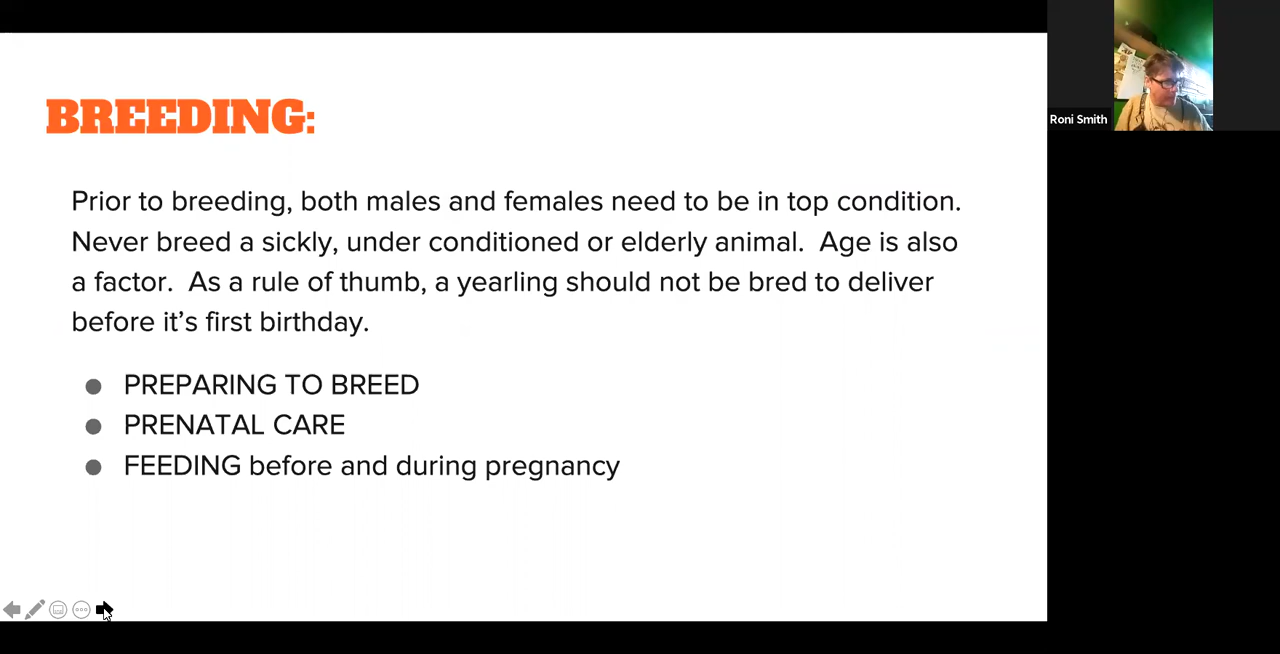 BREEDING:
Prior to breeding, both males and females need to be in top condition.
Never breed a sickly, under conditioned or elderly animal.  Age is also
a factor.  As a rule of thumb, a yearling should not be bred to deliver
before it’s first birthday.
● PREPARING TO BREED
● PRENATAL CARE
● FEEDING before and during pregnancy
Roni Smith